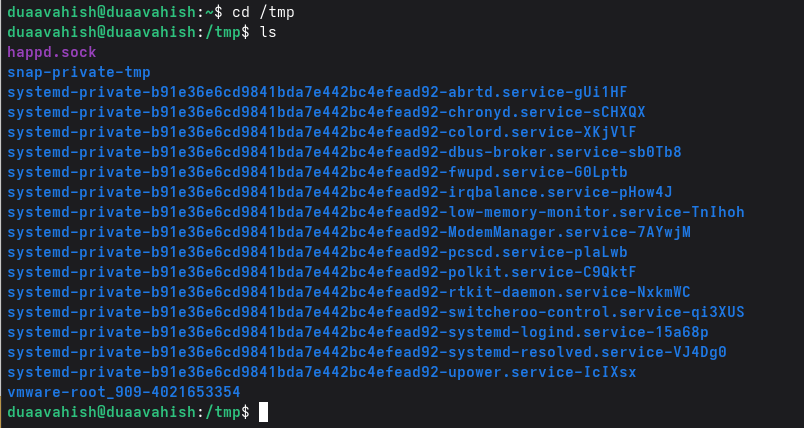 duaavahish@duaavahish:~$ cd /tmp
duaavahish@duaavahish:/tmp$ ls
happd.sock
snap-private-tmp
systemd-private-b91e36e6cd9841bda7e442bc4efead92-abrtd.service-gUi1HF
systemd-private-b91e36e6cd9841bda7e442bc4efead92-chronyd.service-sCHXQX
systemd-private-b91e36e6cd9841bda7e442bc4efead92-colord.service-XKjVlF
systemd-private-b91e36e6cd9841bda7e442bc4efead92-dbus-broker.service-sb0Tb8
systemd-private-b91e36e6cd9841bda7e442bc4efead92-fwupd.service-G0Lptb
systemd-private-b91e36e6cd9841bda7e442bc4efead92-irqbalance.service-pHow4J
systemd-private-b91e36e6cd9841bda7e442bc4efead92-low-memory-monitor.service-TnIhoh
systemd-private-b91e36e6cd9841bda7e442bc4efead92-ModemManager.service-7AYwjM
systemd-private-b91e36e6cd9841bda7e442bc4efead92-pcscd.service-plaLwb
systemd-private-b91e36e6cd9841bda7e442bc4efead92-polkit.service-C9QktF
systemd-private-b91e36e6cd9841bda7e442bc4efead92-rtkit-daemon.service-NxkmWC
systemd-private-b91e36e6cd9841bda7e442bc4efead92-switcheroo-control.service-qi3XUS
systemd-private-b91e36e6cd9841bda7e442bc4efead92-systemd-logind.service-15a68p
systemd-private-b91e36e6cd9841bda7e442bc4efead92-systemd-resolved.service-VJ4Dg0
systemd-private-b91e36e6cd9841bda7e442bc4efead92-upower.service-IcIXsx
vmware-root_909-4021653354
duaavahish@duaavahish:/tmp$